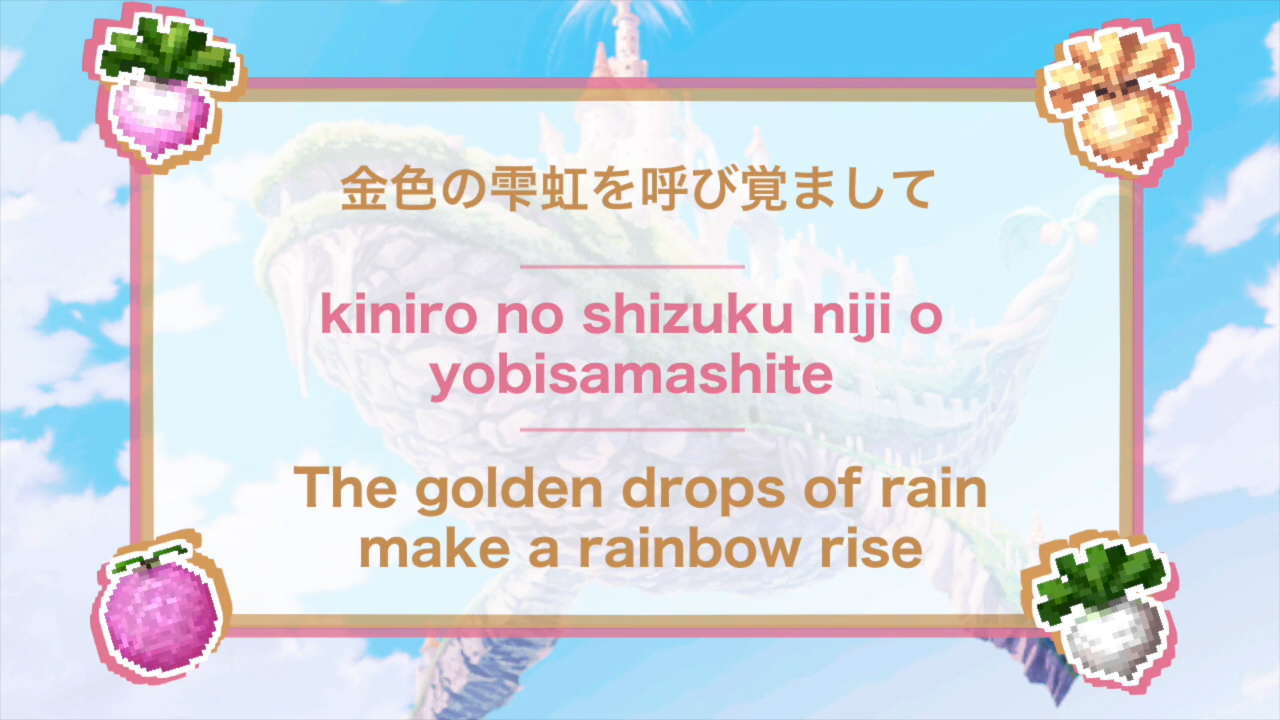 金色の雫虹を呼び覚まして
kiniro no shizuku niji o
yobisamashite
The golden drops of rain
make a rainbow rise